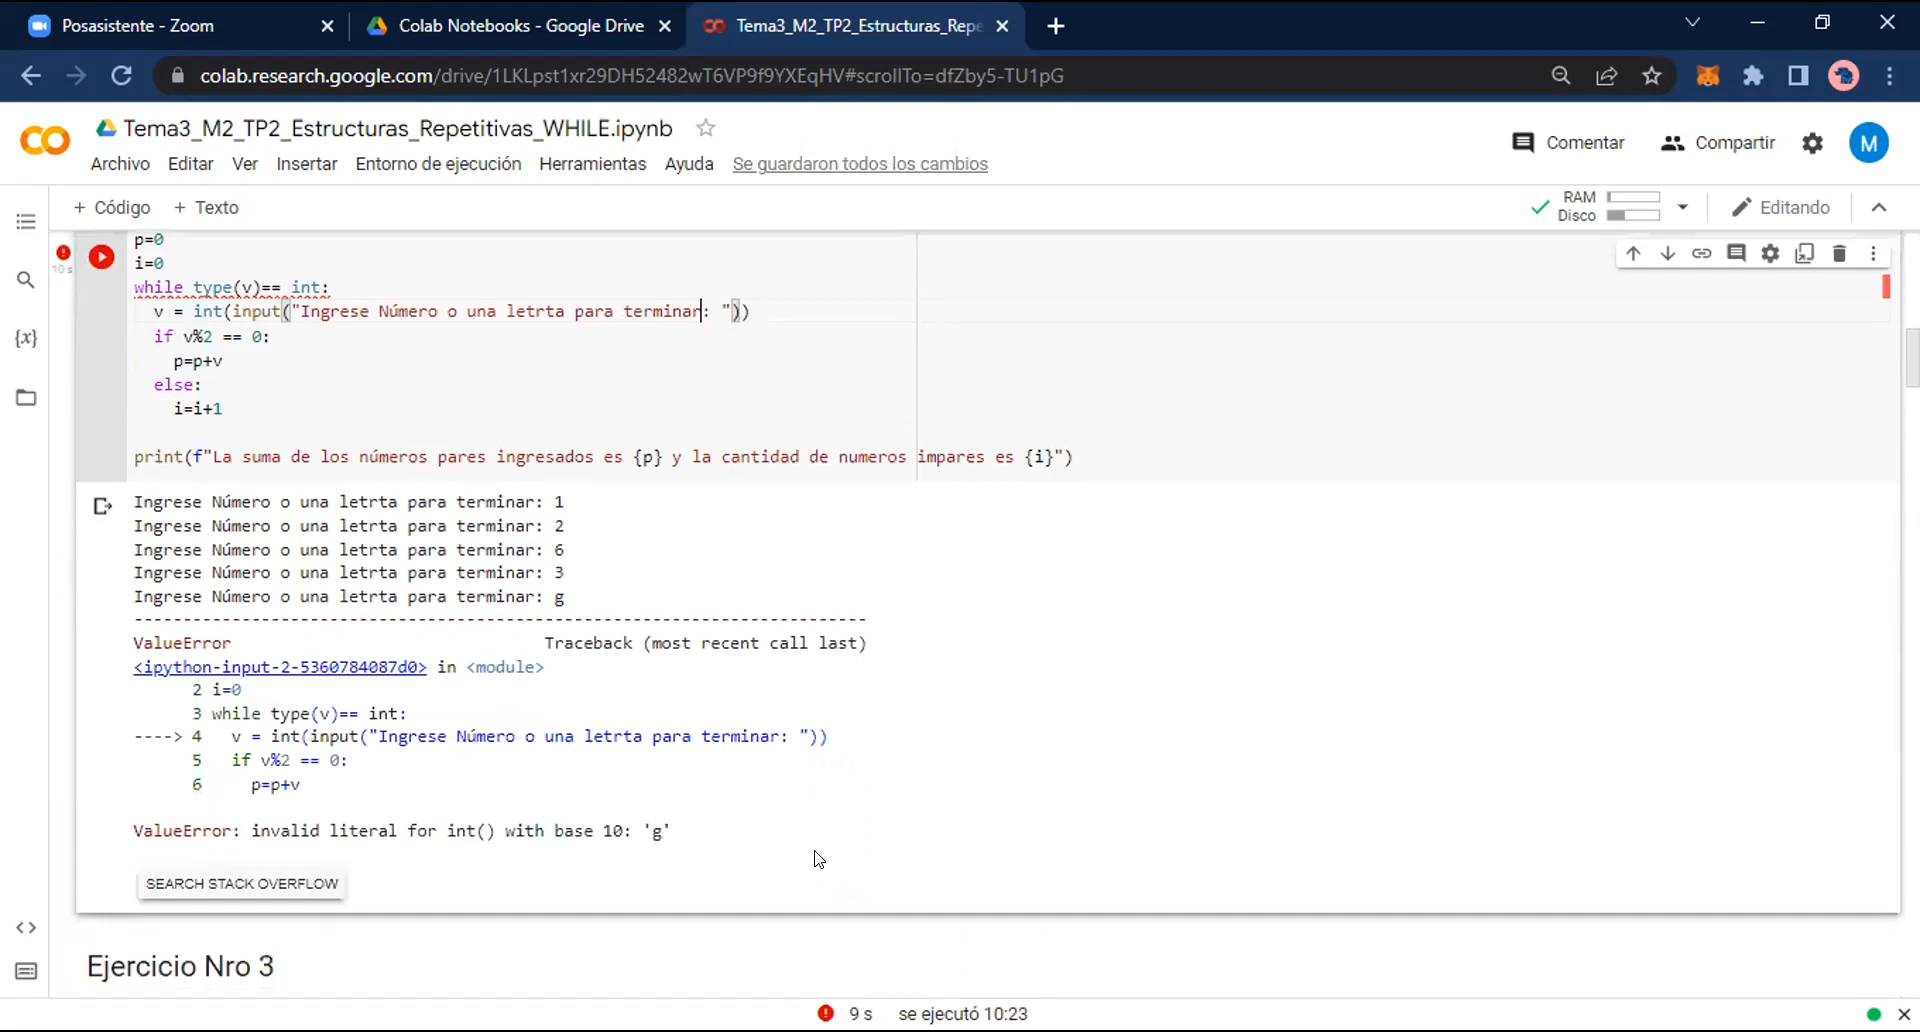 Posasistente - Zoom
Colab Notebooks - Google Drive
Tema3_M2_TP2_Estructuras_Repe
colab.research.google.com/drive/1LKLpst1xr29DH52482wT6VP9f9YXEqHV#scrollTo=dfZby5-TU1pG
Tema3_M2_TP2_Estructuras_Repetitivas_WHILE.ipynb
Comentar
Compartir
M
Archivo Editar Ver Insertar Entorno de ejecución Herramientas Ayuda Se guardaron todos los cambios
+ Código + Texto
RAM
Disco
Editando
10 s
p=0
i=0
while type(v)== int:
v = int(input("Ingrese Número o una letrta para terminar: "))
if v%2 == 0:
p=p+v
else:
i=i+1
print(f"La suma de los números pares ingresados es {p} y la cantidad de numeros impares es {i}")
Ingrese Número o una letrta para terminar: 1
Ingrese Número o una letrta para terminar: 2
Ingrese Número o una letrta para terminar: 6
Ingrese Número o una letrta para terminar: 3
Ingrese Número o una letrta para terminar: g
---------------------------------------------------------------------------
ValueError Traceback (most recent call last)
<ipython-input-2-5360784087d0> in <module>
2 i=0
3 while type(v)== int:
----> 4 v = int(input("Ingrese Número o una letrta para terminar: "))
5 if v%2 == 0:
6 p=p+v
ValueError: invalid literal for int() with base 10: 'g'
SEARCH STACK OVERFLOW
Ejercicio Nro 3
9 s se ejecutó 10:23